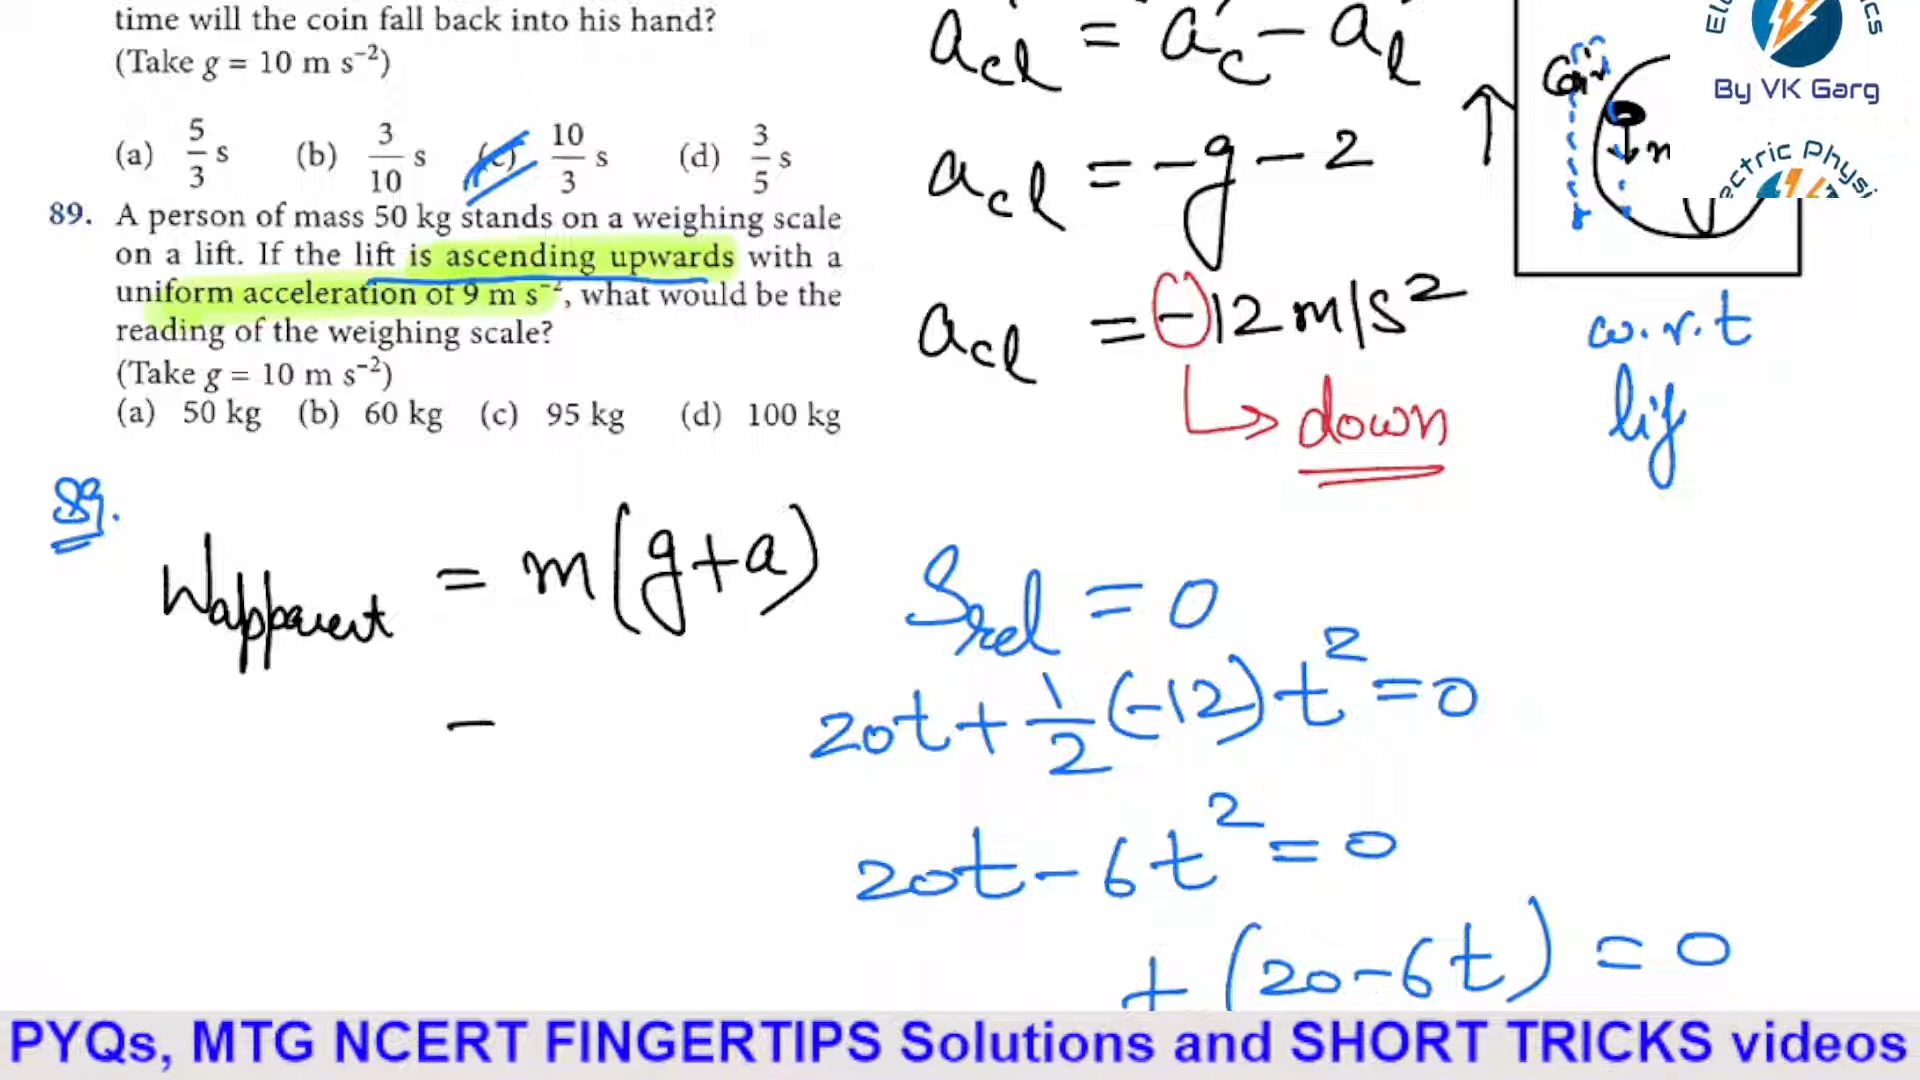 time will the coin fall back into his hand?
(Take g = 10 m s⁻²)
(a) 5/3 s (b) 3/10 s (c) 10/3 s (d) 3/5 s
89. A person of mass 50 kg stands on a weighing scale
on a lift. If the lift is ascending upwards with a
uniform acceleration of 9 m s⁻², what would be the
reading of the weighing scale?
(Take g = 10 m s⁻²)
(a) 50 kg (b) 60 kg (c) 95 kg (d) 100 kg
89.
Wapparent = m(g+a)
=
acl = ac - al
acl = -g - 2
acl = -12 m/s²
down
Srel = 0
20t + 1/2 (-12) t² = 0
20t - 6t² = 0
t (20 - 6t) = 0
Coin
w.r.t
By VK Garg
PYQs, MTG NCERT FINGERTIPS Solutions and SHORT TRICKS videos